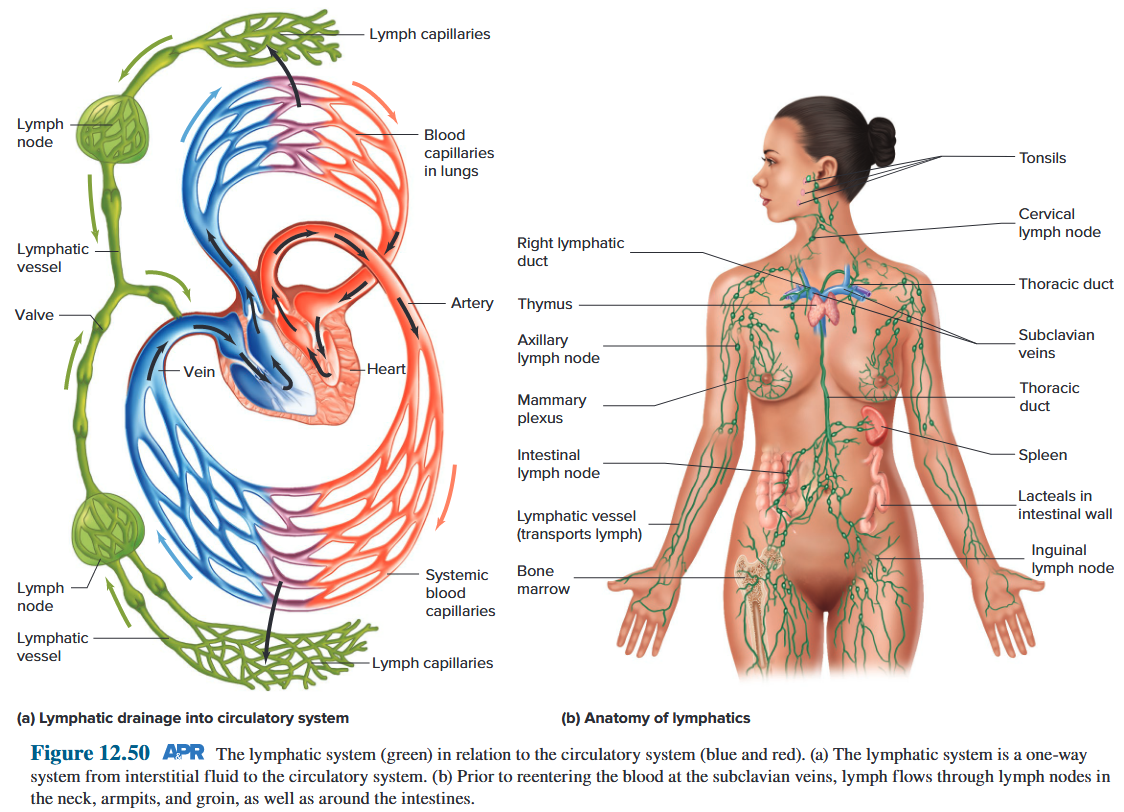 Lymph capillaries
Lymph
node
Blood
capillaries
in lungs
Lymphatic
vessel
Valve
Artery
Vein
Heart
Systemic
blood
capillaries
Lymph
node
Lymphatic
vessel
Lymph capillaries
(a) Lymphatic drainage into circulatory system
Tonsils
Cervical
lymph node
Right lymphatic
duct
Thoracic duct
Thymus
Subclavian
veins
Axillary
lymph node
Thoracic
duct
Mammary
plexus
Spleen
Intestinal
lymph node
Lacteals in
intestinal wall
Lymphatic vessel
(transports lymph)
Inguinal
lymph node
Bone
marrow
(b) Anatomy of lymphatics
Figure 12.50 AP|R The lymphatic system (green) in relation to the circulatory system (blue and red). (a) The lymphatic system is a one-way
system from interstitial fluid to the circulatory system. (b) Prior to reentering the blood at the subclavian veins, lymph flows through lymph nodes in
the neck, armpits, and groin, as well as around the intestines.